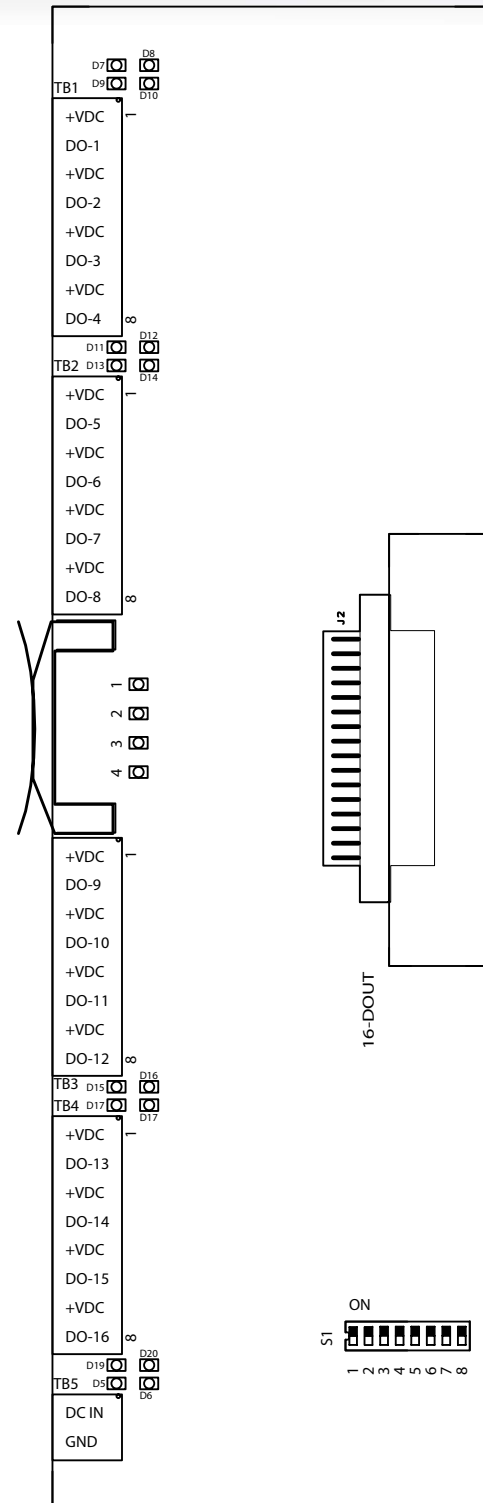 D7 D8
TB1 D9 D10
+VDC 1
DO-1
+VDC
DO-2
+VDC
DO-3
+VDC
DO-4 8
D11 D12
TB2 D13 D14
+VDC 1
DO-5
+VDC
DO-6
+VDC
DO-7
+VDC
DO-8 8
J2
1
2
3
4
+VDC 1
DO-9
+VDC
DO-10
+VDC
DO-11
+VDC
DO-12 8
16-DOUT
TB3 D15 D16
TB4 D17 D17
+VDC 1
DO-13
+VDC
DO-14
+VDC
DO-15
+VDC
DO-16 8
ON
S1
1 2 3 4 5 6 7 8
D19 D20
TB5 D5 D6
DC IN
GND